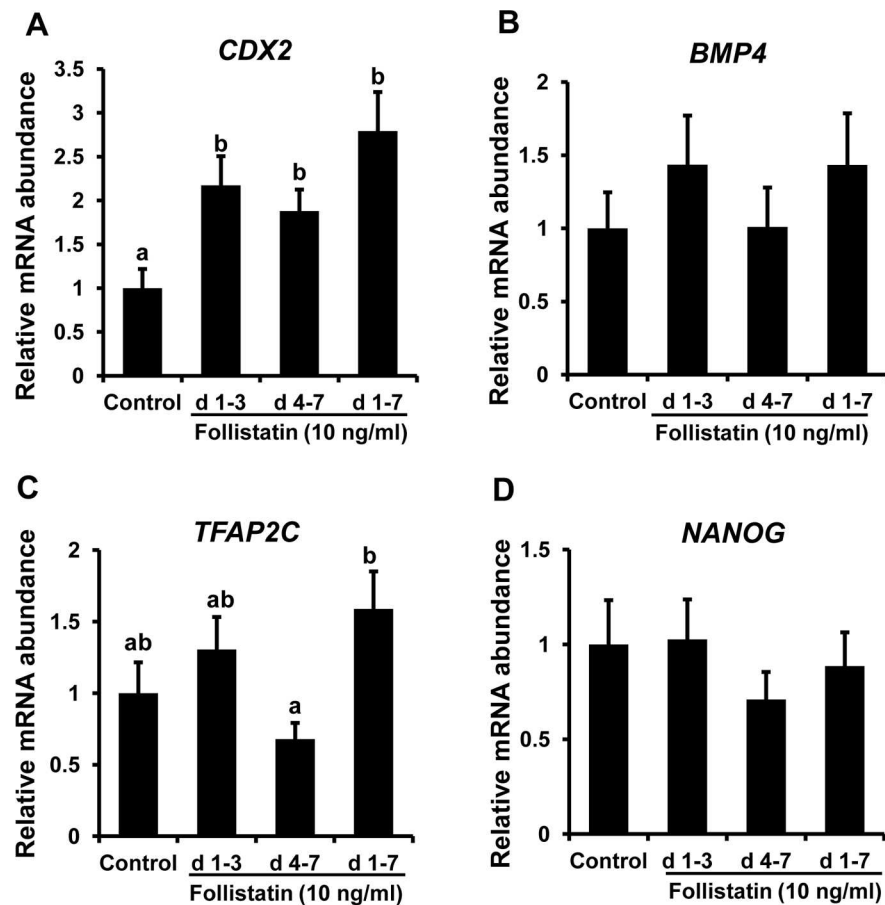 A
CDX2
Relative mRNA abundance
3.5
3
2.5
2
1.5
1
0.5
0
a
b
b
b
Control d 1-3 d 4-7 d 1-7
Follistatin (10 ng/ml)
B
BMP4
Relative mRNA abundance
2
1.5
1
0.5
0
Control d 1-3 d 4-7 d 1-7
Follistatin (10 ng/ml)
C
TFAP2C
Relative mRNA abundance
2
1.5
1
0.5
0
ab
ab
a
b
Control d 1-3 d 4-7 d 1-7
Follistatin (10 ng/ml)
D
NANOG
Relative mRNA abundance
1.5
1
0.5
0
Control d 1-3 d 4-7 d 1-7
Follistatin (10 ng/ml)